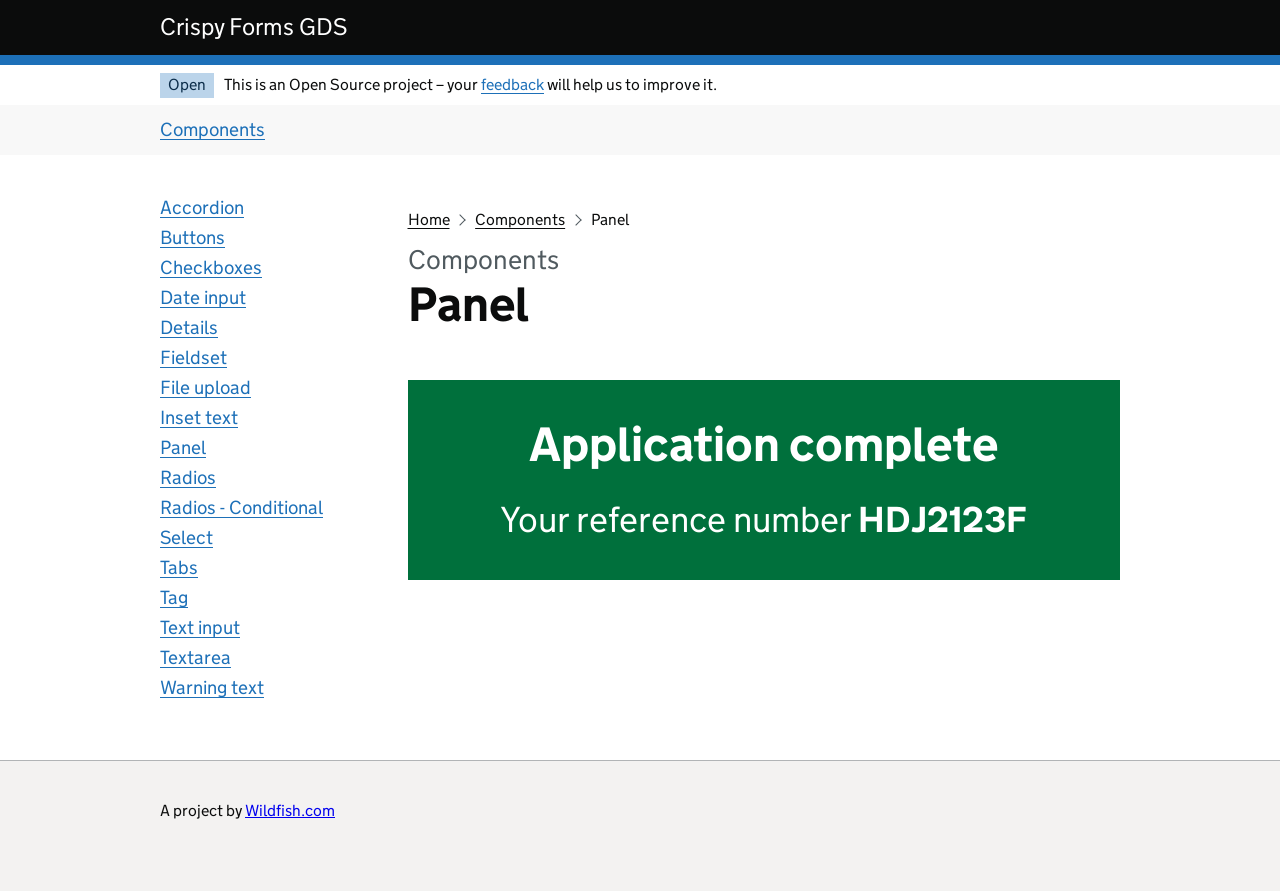 Crispy Forms GDS
Open This is an Open Source project – your feedback will help us to improve it.
Components
Accordion
Buttons
Checkboxes
Date input
Details
Fieldset
File upload
Inset text
Panel
Radios
Radios - Conditional
Select
Tabs
Tag
Text input
Textarea
Warning text
Home Components Panel
Components
Panel
Application complete
Your reference number HDJ2123F
A project by Wildfish.com